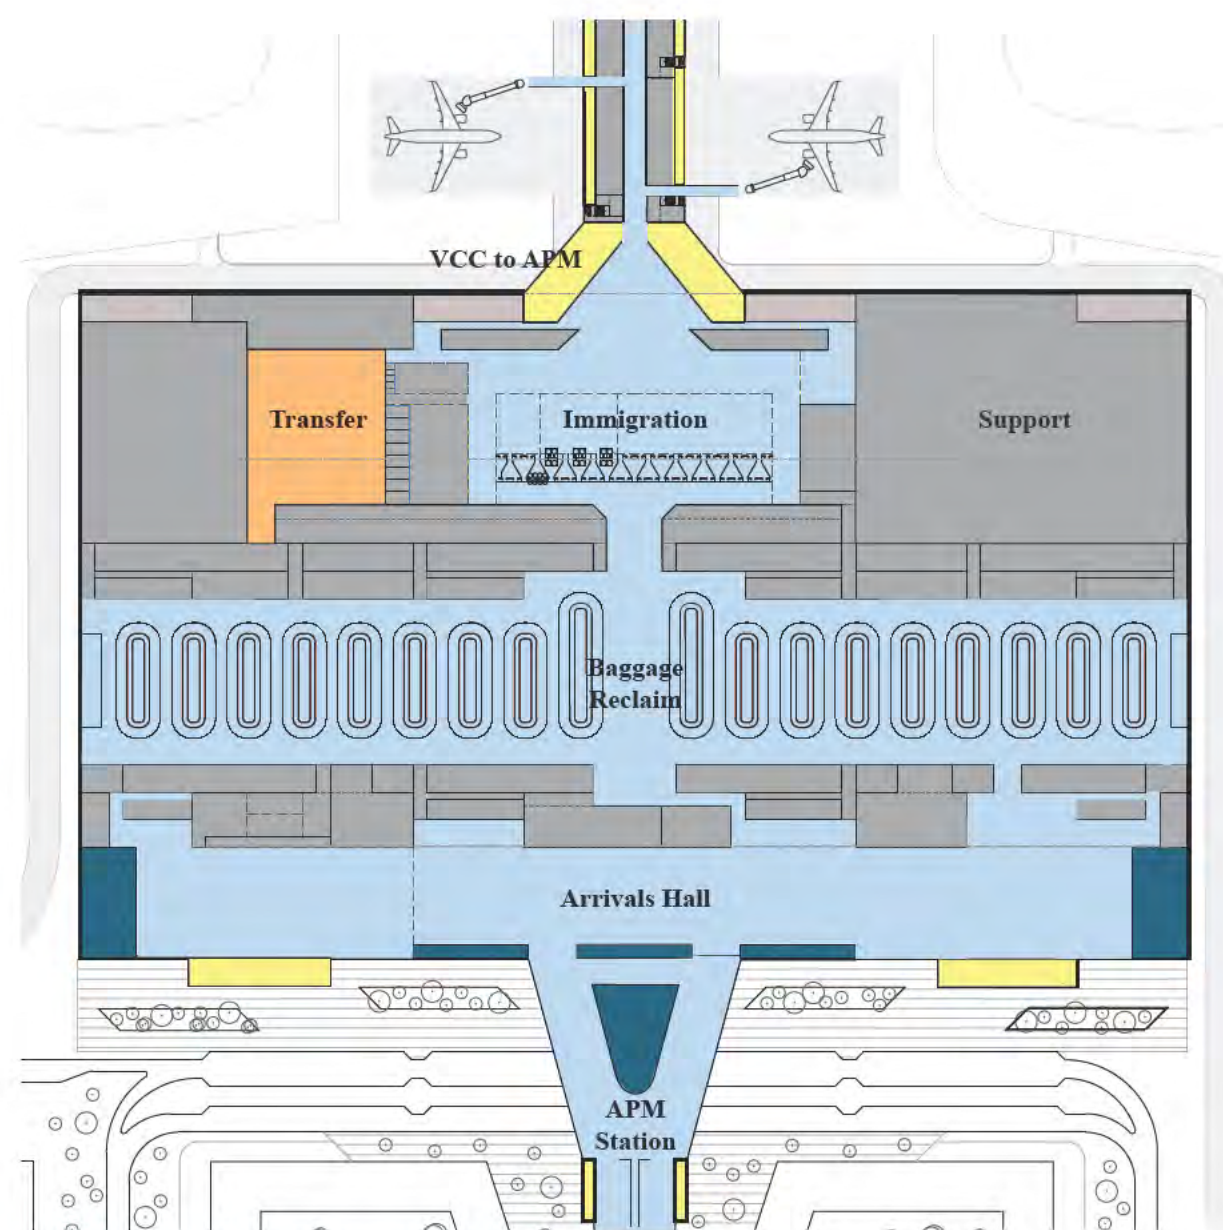 VCC to APM
Transfer
Immigration
Support
Baggage
Reclaim
Arrivals Hall
APM
Station